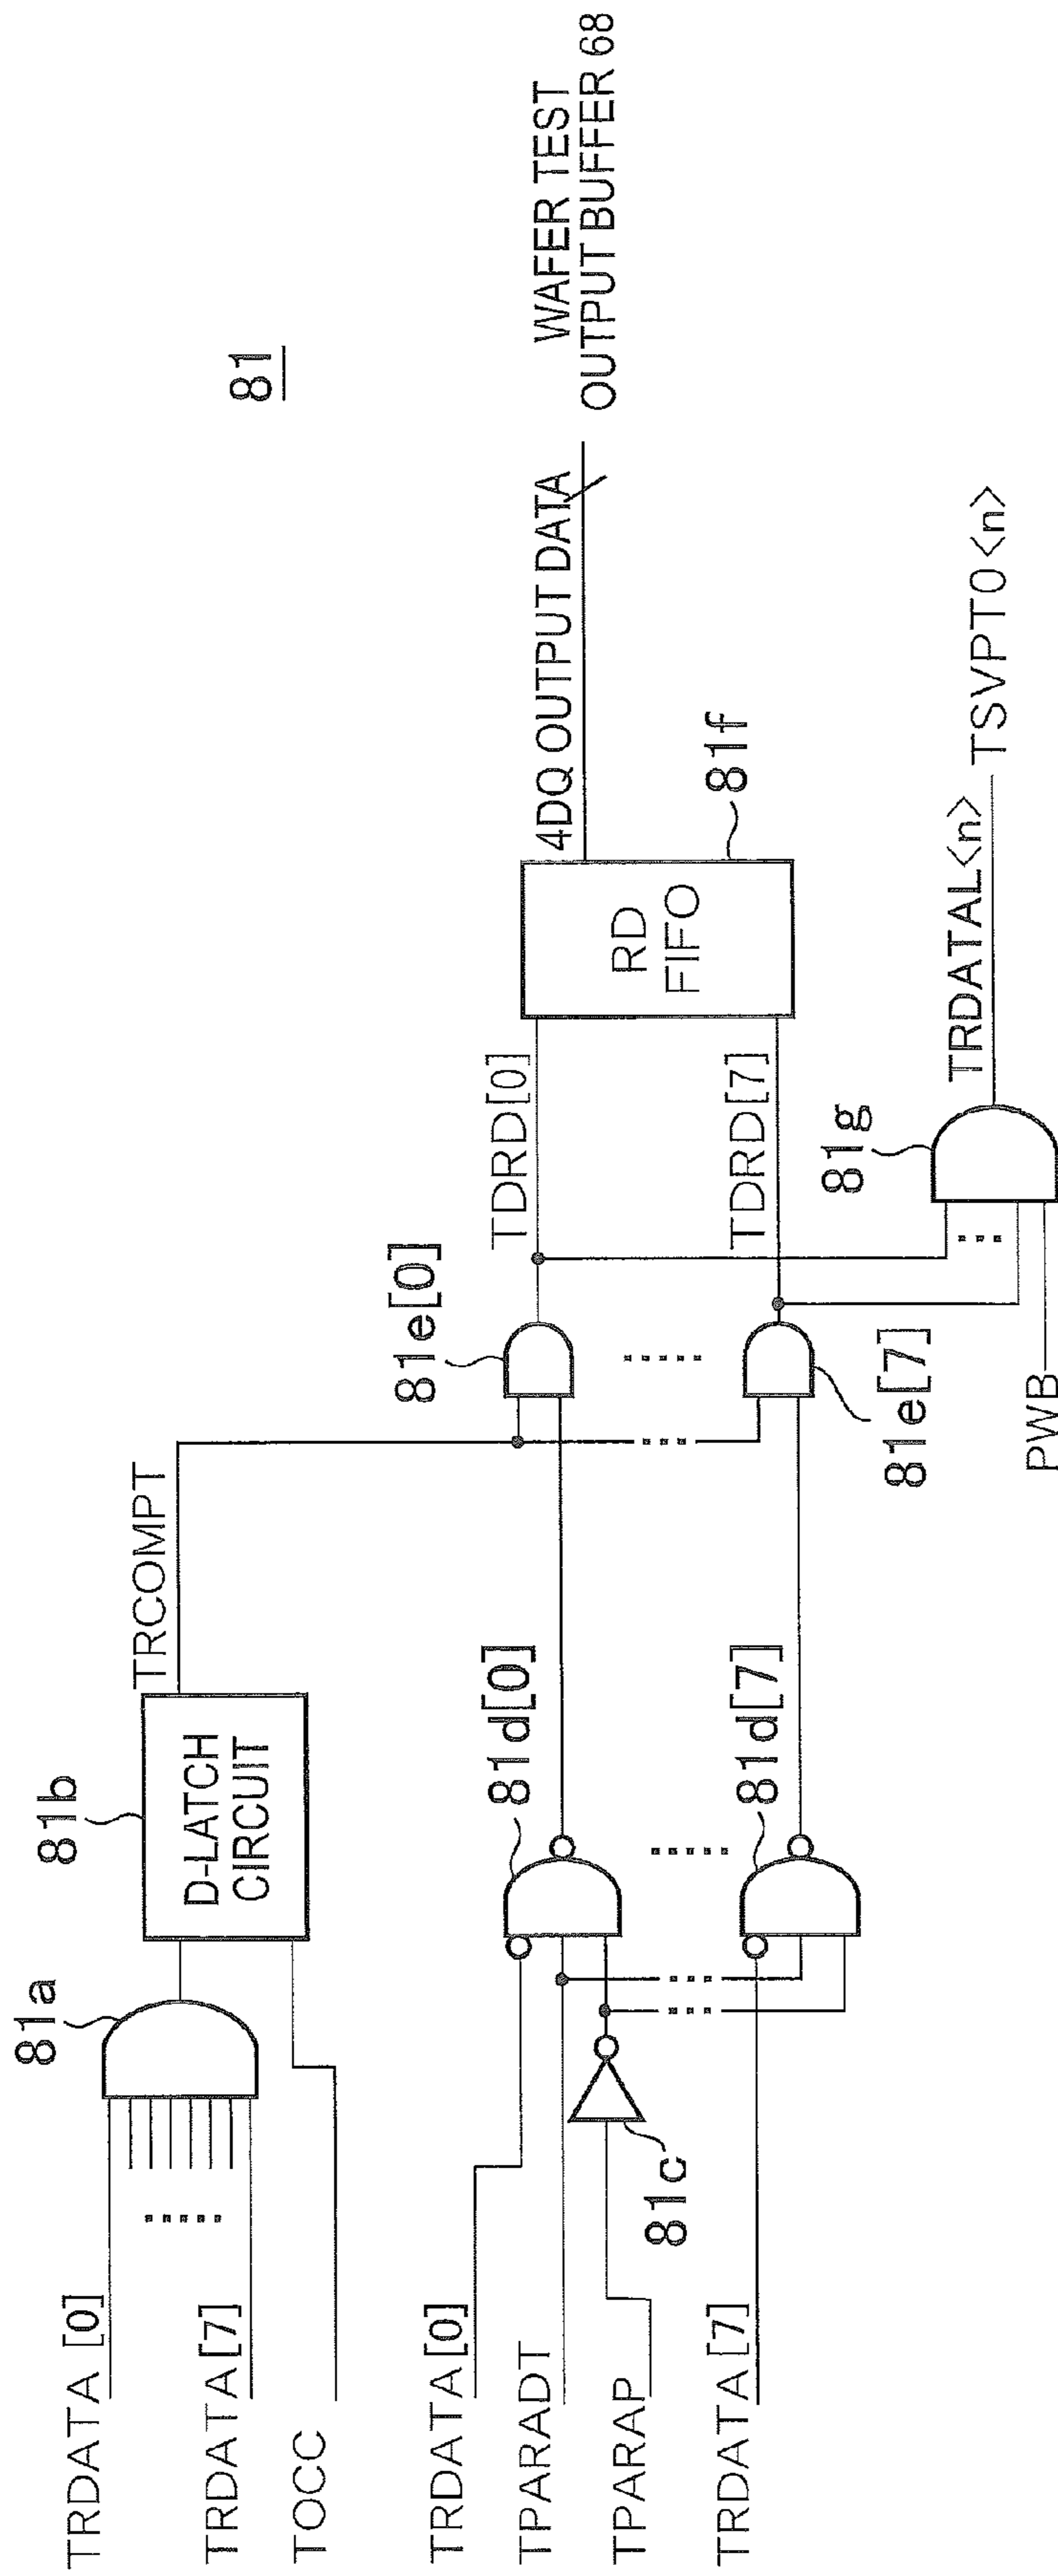 81
TRDATA [0]
TRDATA[7]
TOCC
81a
81b
D-LATCH
CIRCUIT
TRCOMPT
TRDATA[0]
TPARADT
TPARAP
TRDATA[7]
81c
81d[0]
81d[7]
81e[0]
81e[7]
TDRD[0]
TDRD[7]
RD
FIFO
81f
4DQ OUTPUT DATA
WAFER TEST
OUTPUT BUFFER 68
PWB
81g
TRDATAL<n>
TSVPT0<n>